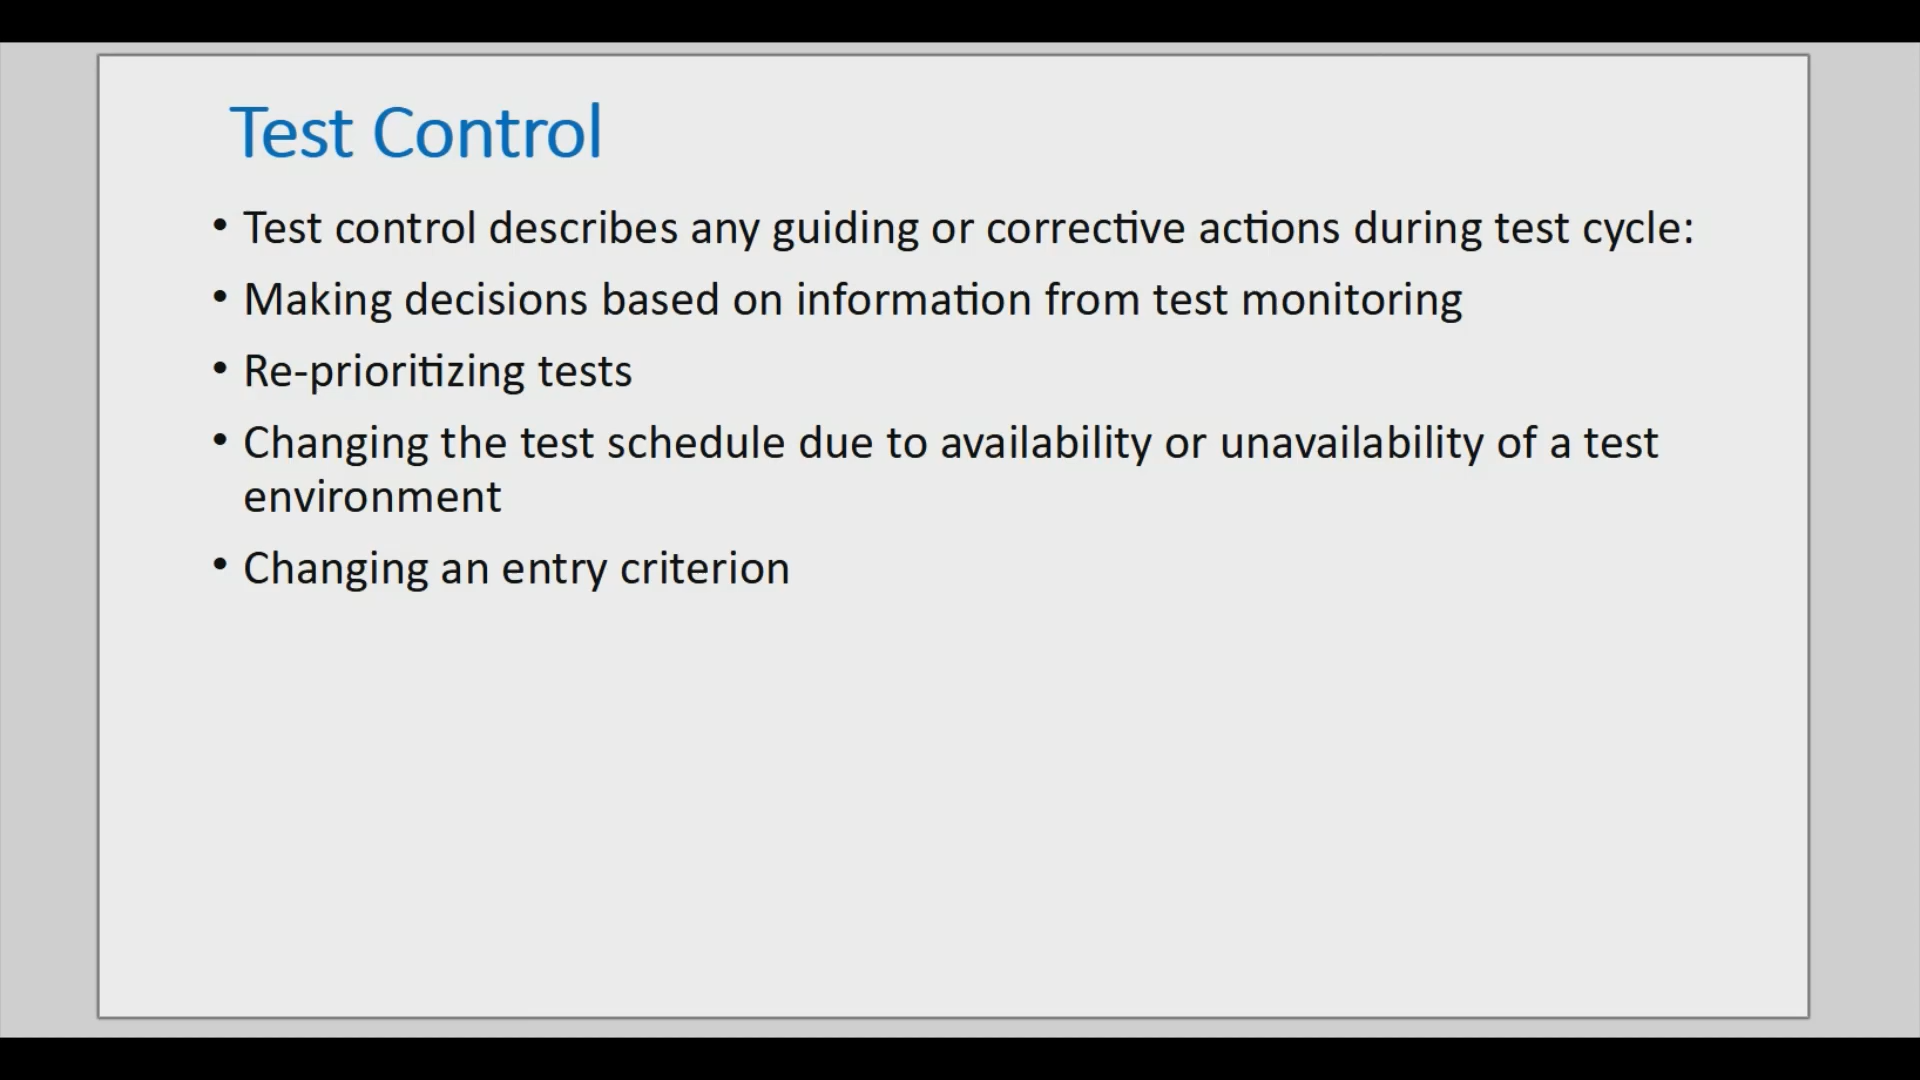 Test Control
• Test control describes any guiding or corrective actions during test cycle:
• Making decisions based on information from test monitoring
• Re-prioritizing tests
• Changing the test schedule due to availability or unavailability of a test
environment
• Changing an entry criterion